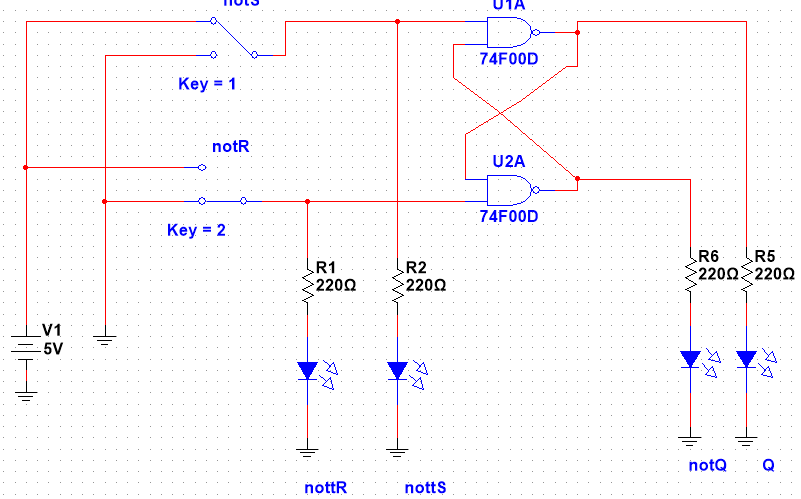 notS
U1A
74F00D
Key = 1
notR
U2A
74F00D
Key = 2
R1
220Ω
R2
220Ω
R6
220Ω
R5
220Ω
V1
5V
notQ
Q
nottR
nottS